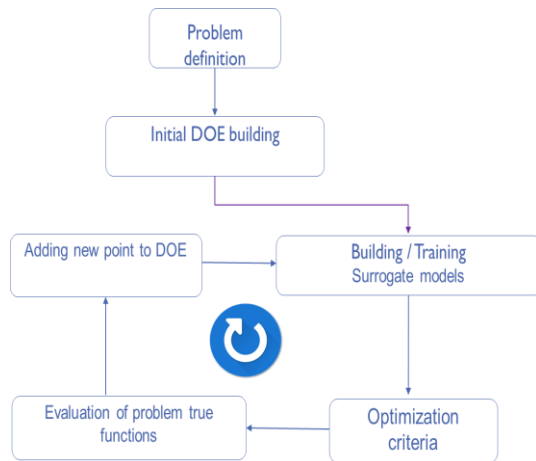 Problem
definition
Initial DOE building
Adding new point to DOE
Building / Training
Surrogate models
Evaluation of problem true
functions
Optimization
criteria